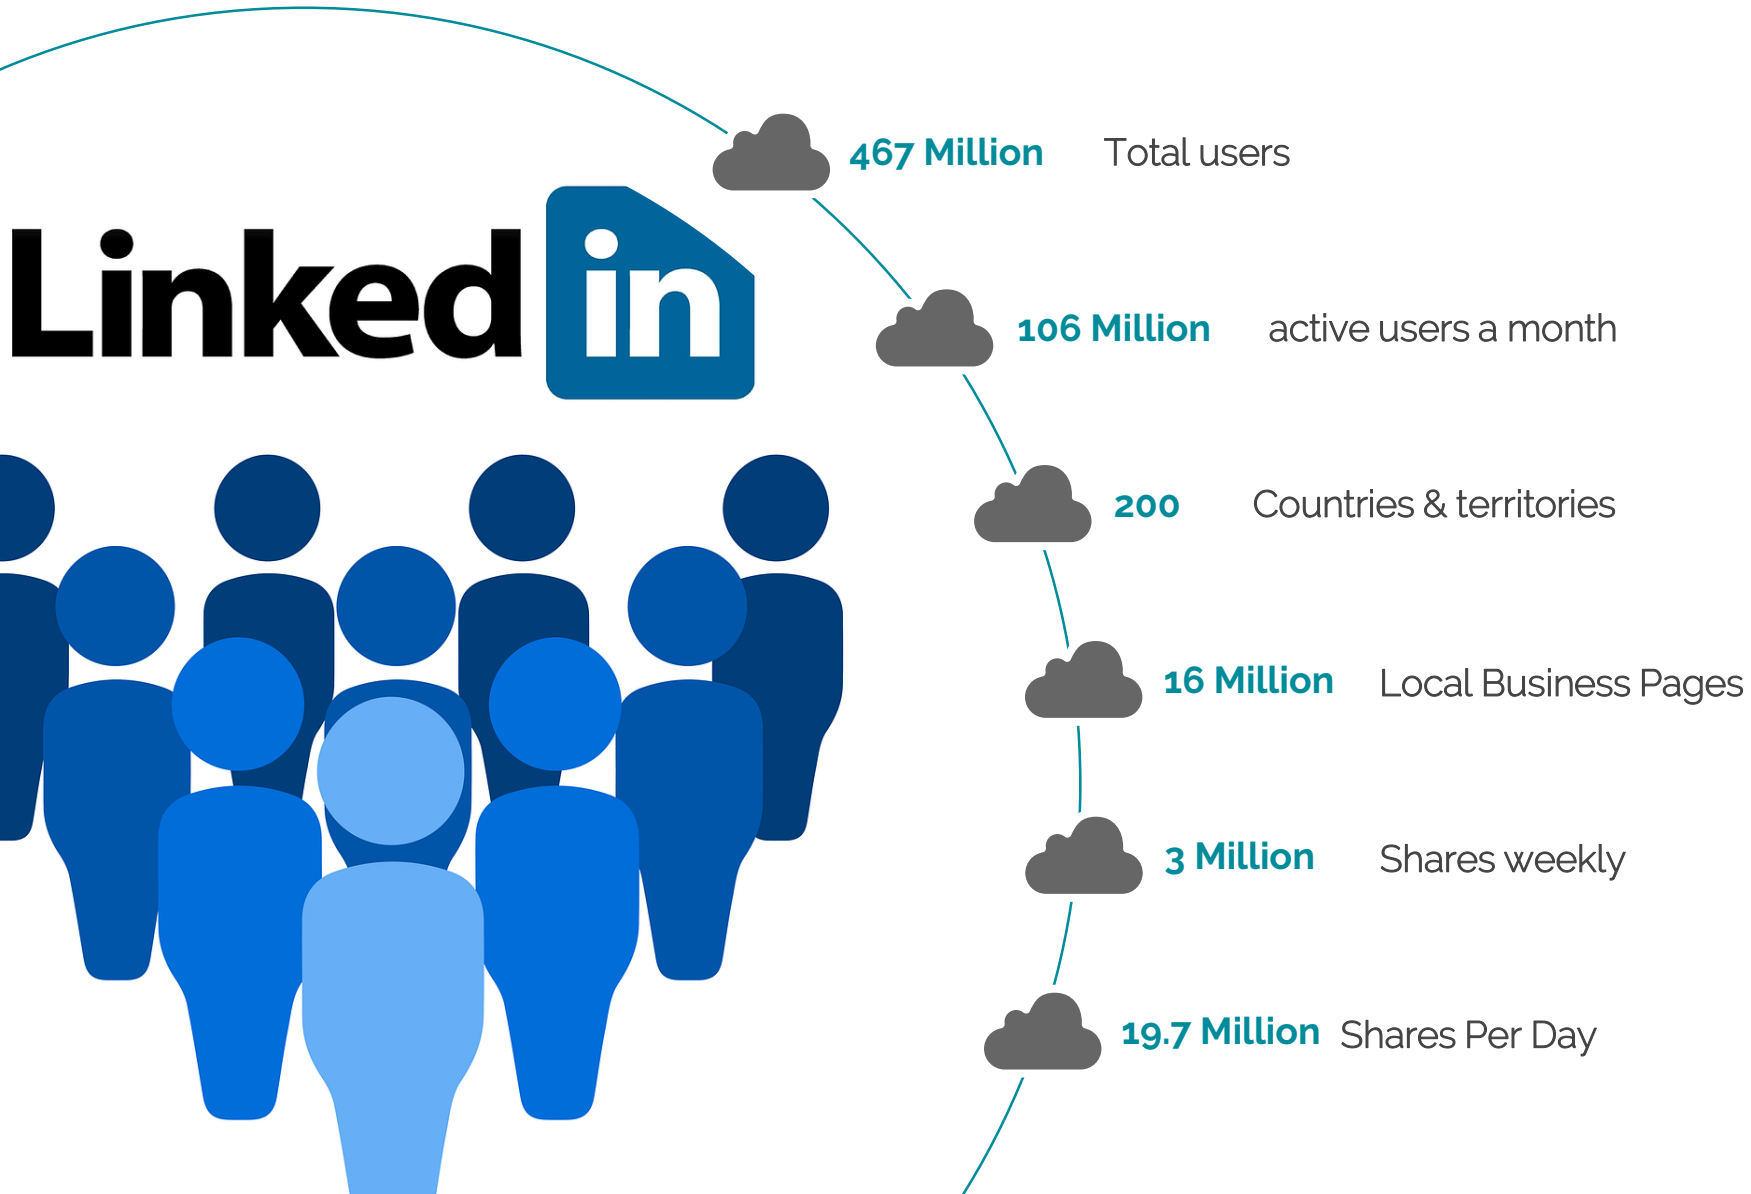 Linked in
467 Million Total users
106 Million active users a month
200 Countries & territories
16 Million Local Business Pages
3 Million Shares weekly
19.7 Million Shares Per Day